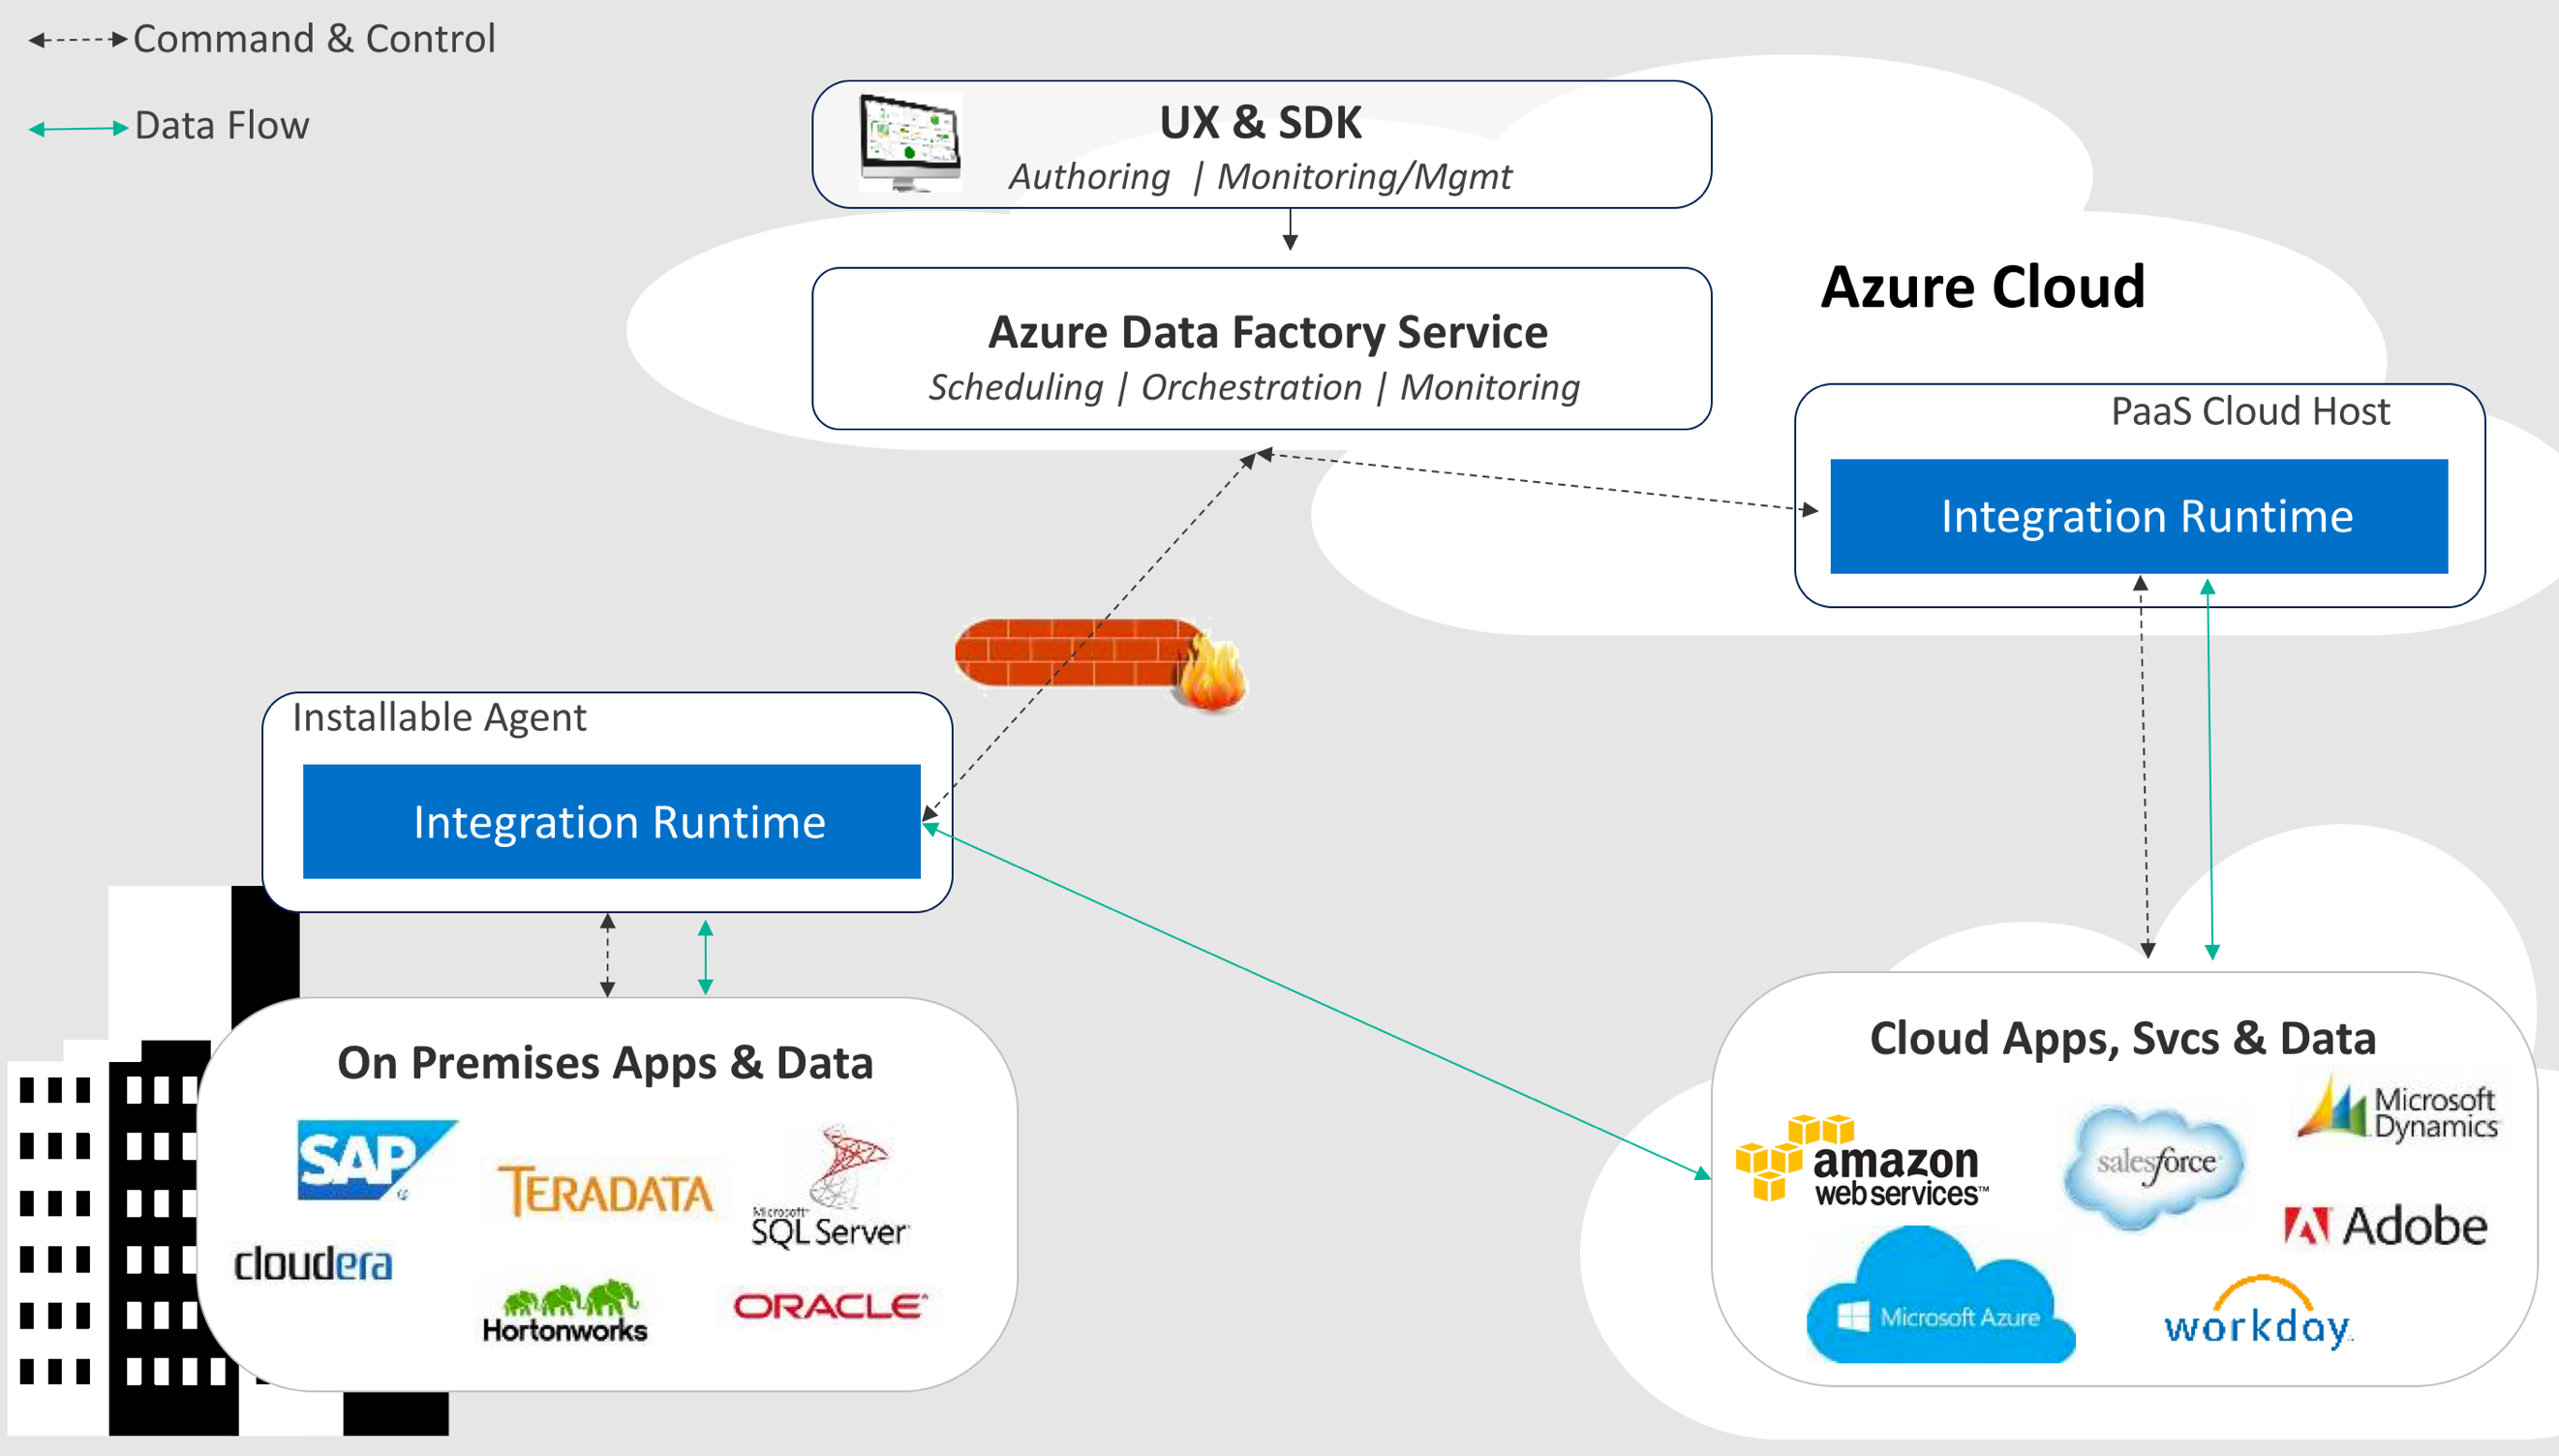 Command & Control
Data Flow
UX & SDK
Authoring | Monitoring/Mgmt
Azure Data Factory Service
Scheduling | Orchestration | Monitoring
Azure Cloud
PaaS Cloud Host
Integration Runtime
Installable Agent
Integration Runtime
On Premises Apps & Data
SAP
TERADATA
Microsoft
SQL Server
cloudera
Hortonworks
ORACLE
Cloud Apps, Svcs & Data
amazon
web services™
salesforce
Microsoft
Dynamics
Adobe
Microsoft Azure
workday